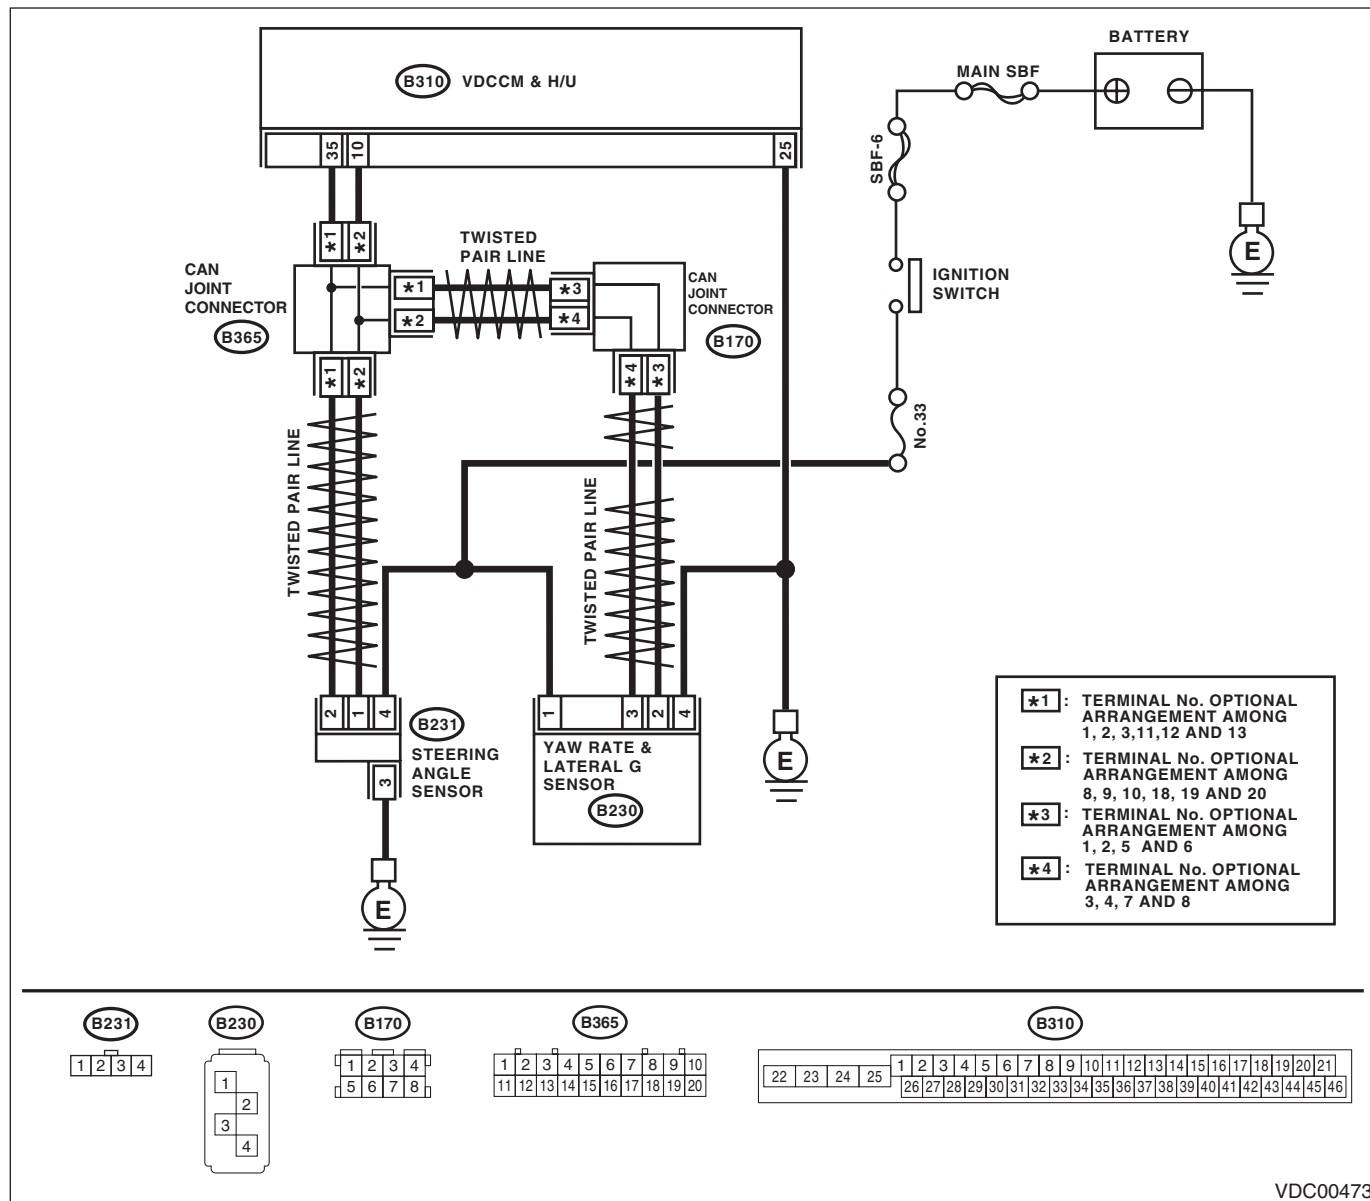 BATTERY
MAIN SBF
B310 VDCCM & H/U
SBF-6
35 10 25
*1 *2
TWISTED
PAIR LINE
CAN
JOINT
CONNECTOR
B365
*1 *3
*2 *4
CAN
JOINT
CONNECTOR
B170
IGNITION
SWITCH
E
*1 *2
*4 *3
No.33
TWISTED PAIR LINE
TWISTED PAIR LINE
2 1 4
B231
STEERING
ANGLE
SENSOR
3
1 3 2 4
YAW RATE &
LATERAL G
SENSOR
B230
E
E
*1 : TERMINAL No. OPTIONAL
ARRANGEMENT AMONG
1, 2, 3,11,12 AND 13
*2 : TERMINAL No. OPTIONAL
ARRANGEMENT AMONG
8, 9, 10, 18, 19 AND 20
*3 : TERMINAL No. OPTIONAL
ARRANGEMENT AMONG
1, 2, 5 AND 6
*4 : TERMINAL No. OPTIONAL
ARRANGEMENT AMONG
3, 4, 7 AND 8
B231
1 2 3 4
B230
1
2
3
4
B170
1 2 3 4
5 6 7 8
B365
1 2 3 4 5 6 7 8 9 10
11 12 13 14 15 16 17 18 19 20
B310
22 23 24 25
1 2 3 4 5 6 7 8 9 10 11 12 13 14 15 16 17 18 19 20 21
26 27 28 29 30 31 32 33 34 35 36 37 38 39 40 41 42 43 44 45 46
VDC00473